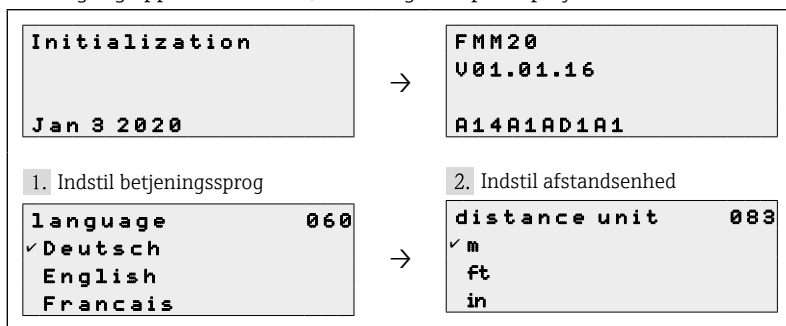 Initialization
Jan 3 2020
→
FMM20
V01.01.16
A14A1AD1A1
1. Indstil betjeningssprog
language 060
✓Deutsch
English
Francais
→
2. Indstil afstandsenhed
distance unit 083
✓ m
ft
in